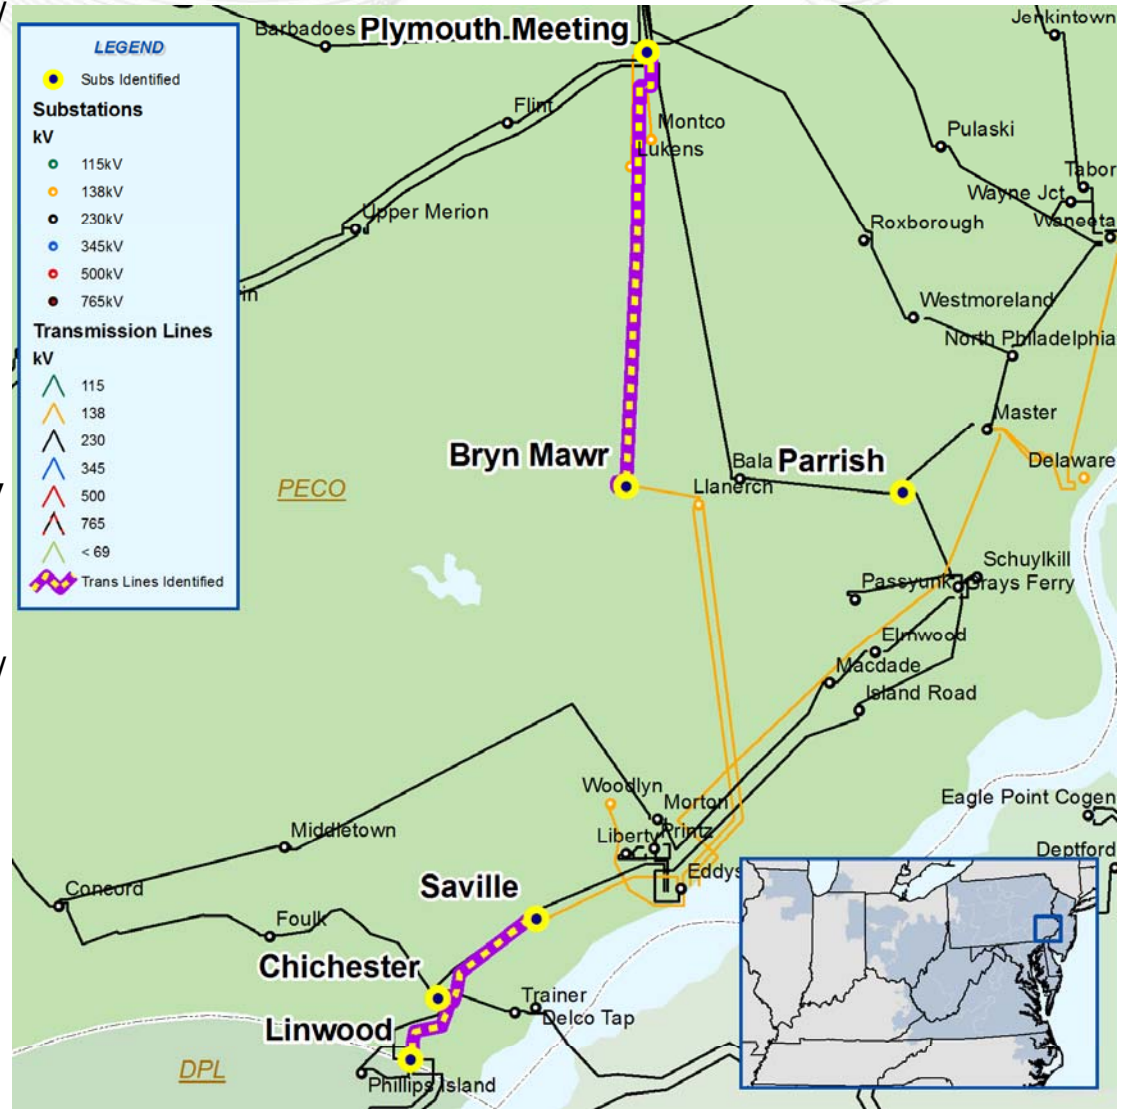 LEGEND
Subs Identified
Substations
kV
115kV
138kV
230kV
345kV
500kV
765kV
Transmission Lines
kV
115
138
230
345
500
765
< 69
Trans Lines Identified
Barbadoes
Plymouth Meeting
Jenkintown
Flint
Montco
Lukens
Pulaski
Tabor
Wayne Jct
Waneeta
Upper Merion
Roxborough
in
Westmoreland
North Philadelphia
Master
Bryn Mawr
Bala
Parrish
Delaware
Llanerch
PECO
Schuylkill
Passyunk
Grays Ferry
Elmwood
Macdade
Island Road
Woodlyn
Morton
Eagle Point Cogen
Middletown
Liberty
Printz
Deptford
Eddys
Saville
Concord
Foulk
Chichester
Trainer
Delco Tap
Linwood
DPL
Phillips Island